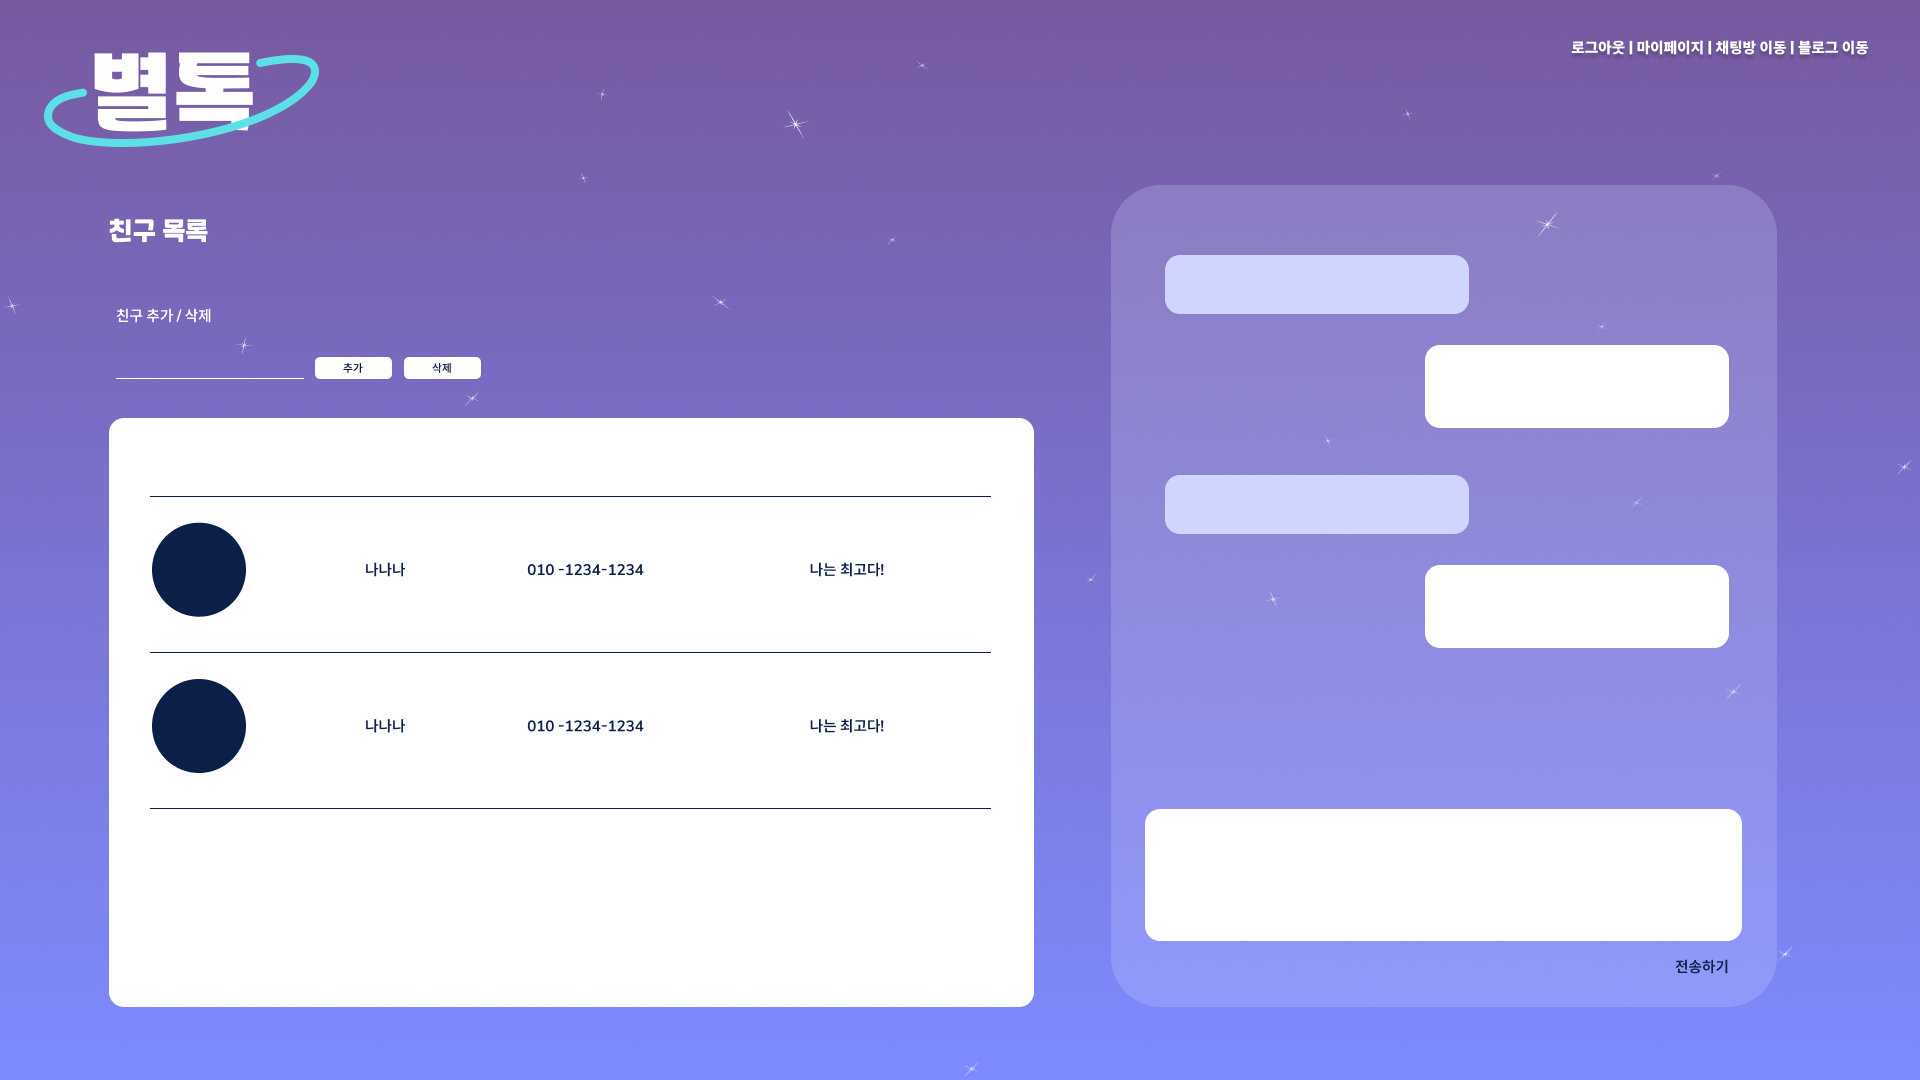 별톡
로그아웃 | 마이페이지 | 채팅방 이동 | 블로그 이동
친구 목록
친구 추가 / 삭제
추가
삭제
나나나 010 -1234-1234 나는 최고다!
나나나 010 -1234-1234 나는 최고다!
전송하기